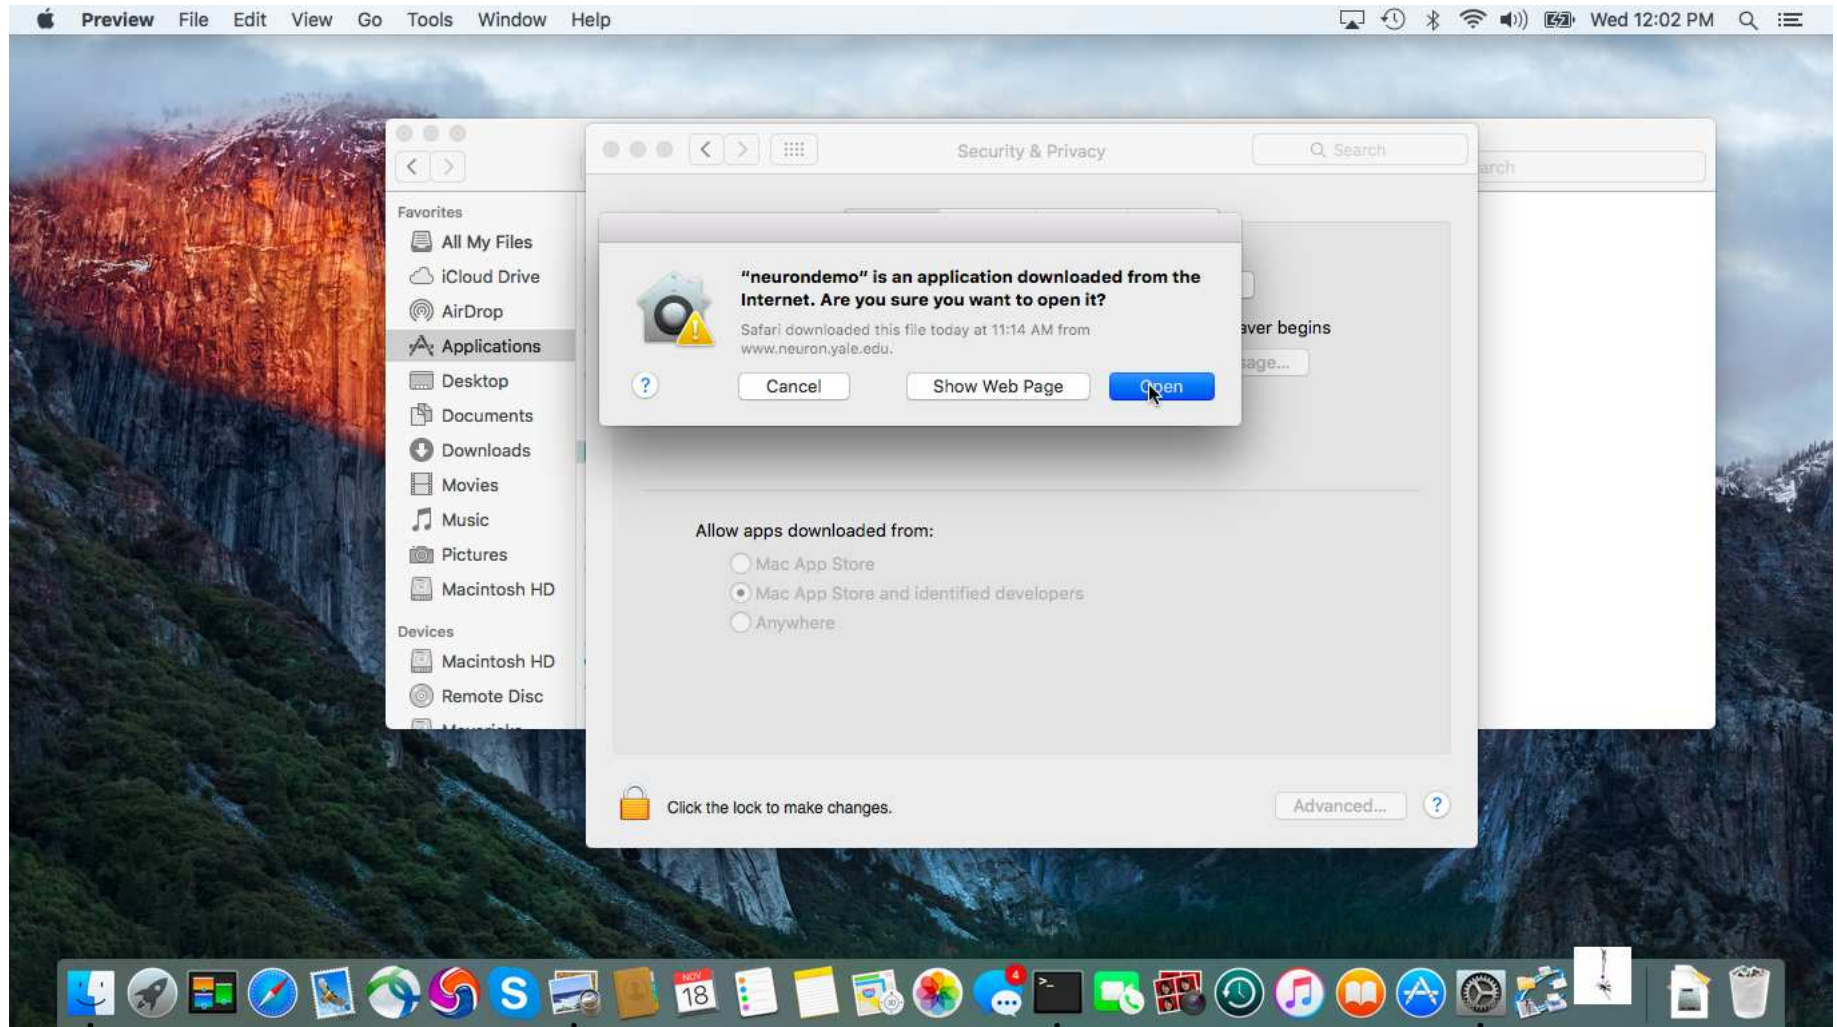 Preview File Edit View Go Tools Window Help
Wed 12:02 PM
Security & Privacy
Search
arch
Favorites
All My Files
iCloud Drive
AirDrop
Applications
Desktop
Documents
Downloads
Movies
Music
Pictures
Macintosh HD
Devices
Macintosh HD
Remote Disc
“neurondemo” is an application downloaded from the
Internet. Are you sure you want to open it?
Safari downloaded this file today at 11:14 AM from
www.neuron.yale.edu.
? Cancel Show Web Page Open
aver begins
sage...
Allow apps downloaded from:
Mac App Store
Mac App Store and identified developers
Anywhere
Click the lock to make changes.
Advanced... ?
NOV
18
4